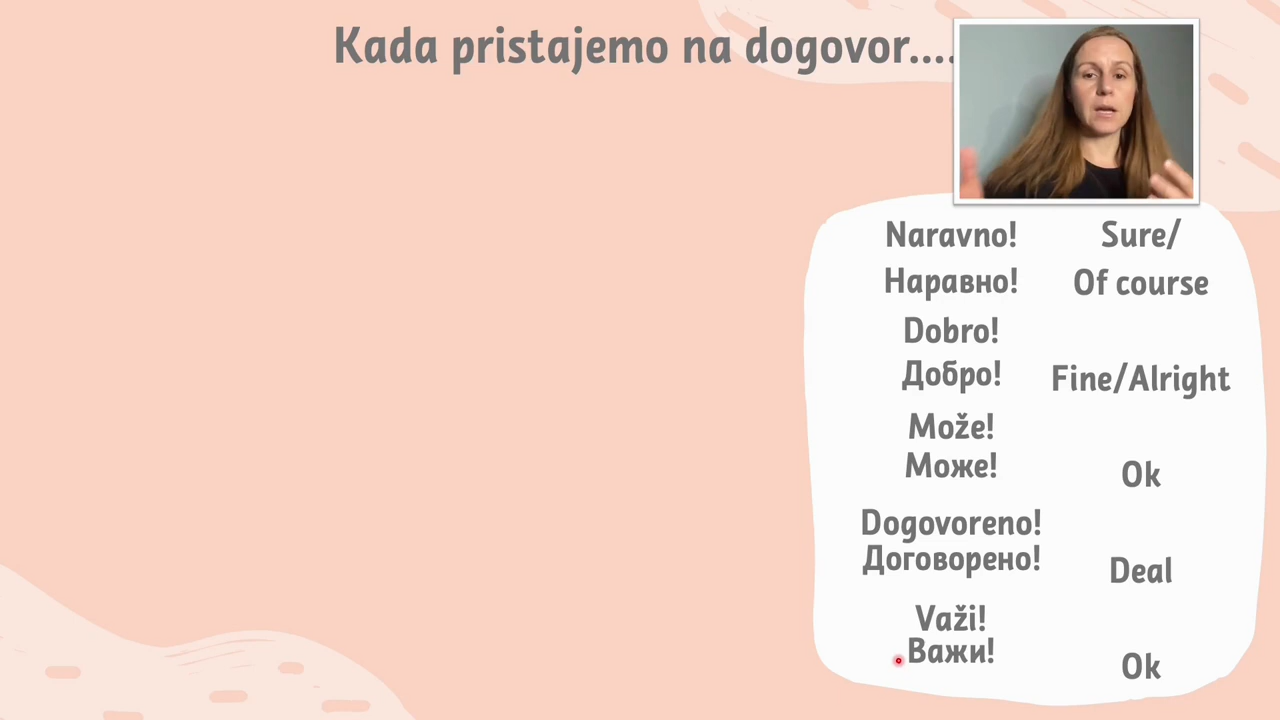 Kada pristajemo na dogovor....
Naravno! Sure/
Наравно! Of course
Dobro!
Добро! Fine/Alright
Može!
Може! Ok
Dogovoreno!
Договорено! Deal
Važi!
Важи! Ok